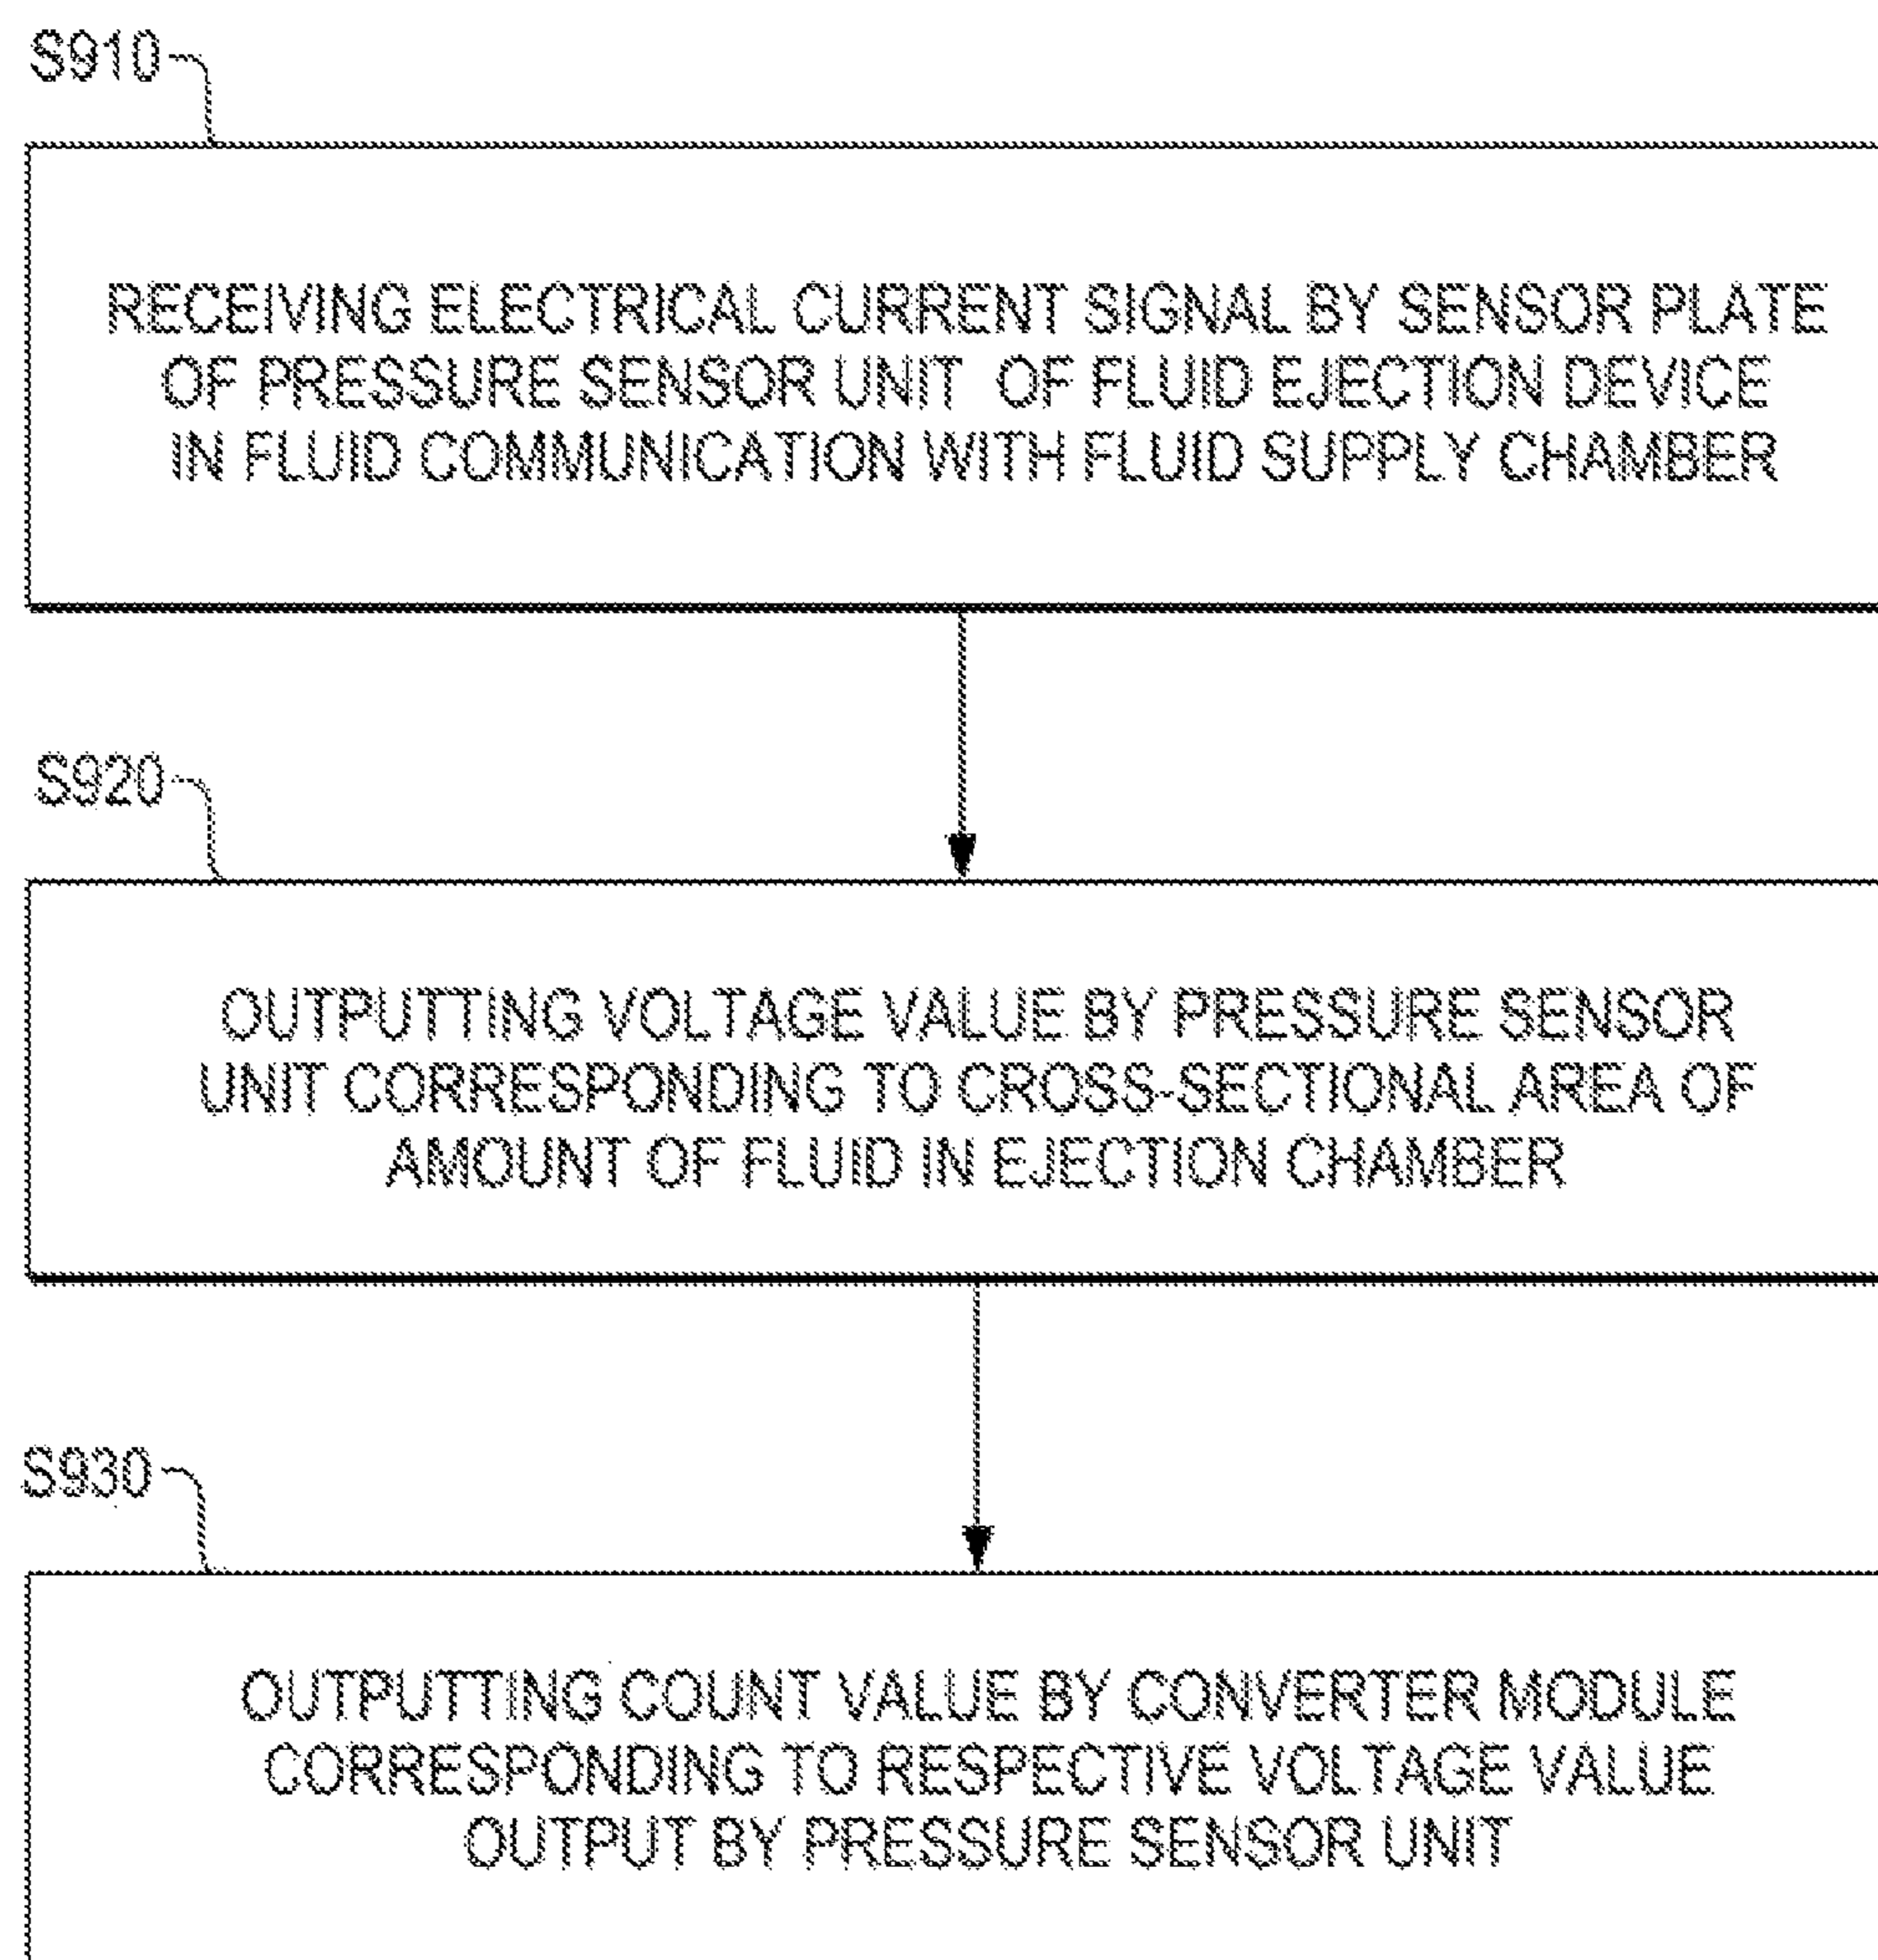 S910
RECEIVING ELECTRICAL CURRENT SIGNAL BY SENSOR PLATE
OF PRESSURE SENSOR UNIT OF FLUID EJECTION DEVICE
IN FLUID COMMUNICATION WITH FLUID SUPPLY CHAMBER
S920
OUTPUTTING VOLTAGE VALUE BY PRESSURE SENSOR
UNIT CORRESPONDING TO CROSS-SECTIONAL AREA OF
AMOUNT OF FLUID IN EJECTION CHAMBER
S930
OUTPUTTING COUNT VALUE BY CONVERTER MODULE
CORRESPONDING TO RESPECTIVE VOLTAGE VALUE
OUTPUT BY PRESSURE SENSOR UNIT